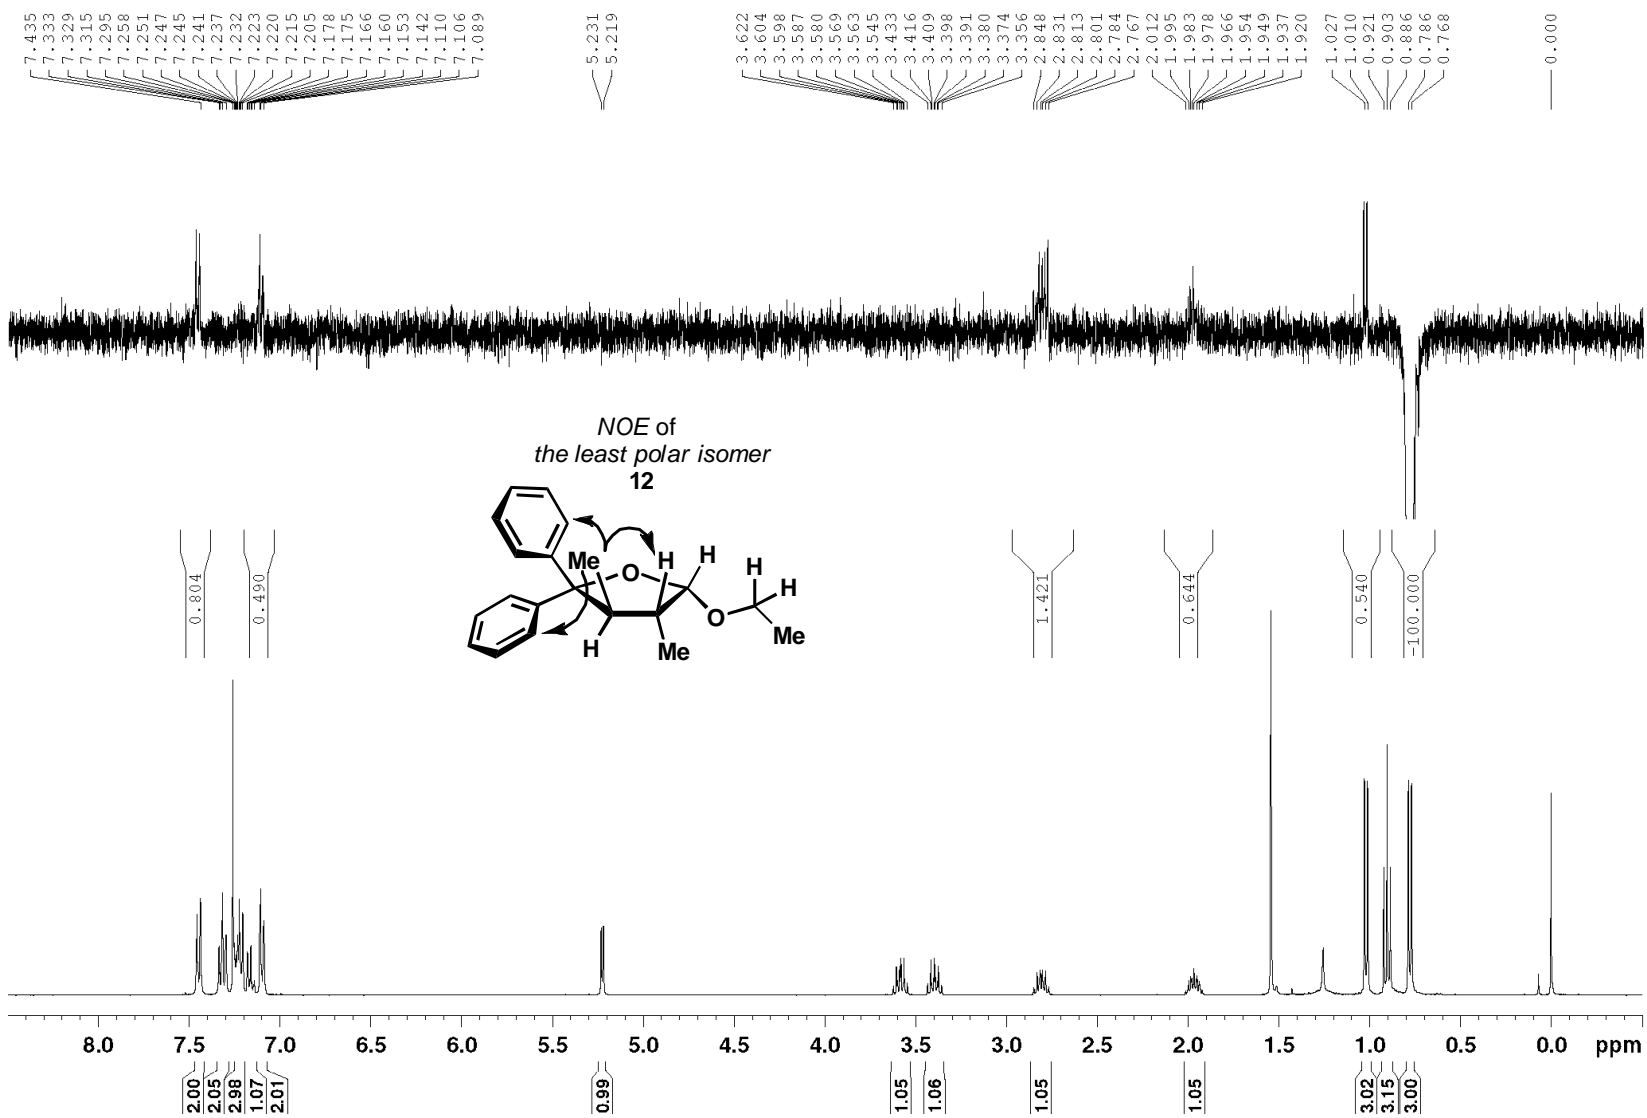 7.435 7.333 7.329 7.315 7.295 7.258 7.251 7.247 7.245 7.241 7.237 7.232 7.223 7.220 7.215 7.205 7.178 7.175 7.166 7.160 7.153 7.142 7.110 7.106 7.089 5.231 5.219 3.622 3.604 3.598 3.587 3.580 3.569 3.563 3.545 3.433 3.416 3.409 3.398 3.391 3.380 3.374 3.356 2.848 2.831 2.813 2.801 2.784 2.767 2.012 1.995 1.983 1.978 1.966 1.954 1.949 1.937 1.920 1.027 1.010 0.921 0.903 0.886 0.786 0.768 0.000
NOE of
the least polar isomer
12
Me O H H H H
O Me
H Me
0.804 0.490 1.421 0.644 0.540 -100.000
8.0 7.5 7.0 6.5 6.0 5.5 5.0 4.5 4.0 3.5 3.0 2.5 2.0 1.5 1.0 0.5 0.0 ppm
2.00 2.05 2.98 1.07 2.01 0.99 1.05 1.06 1.05 1.05 3.02 3.15 3.00